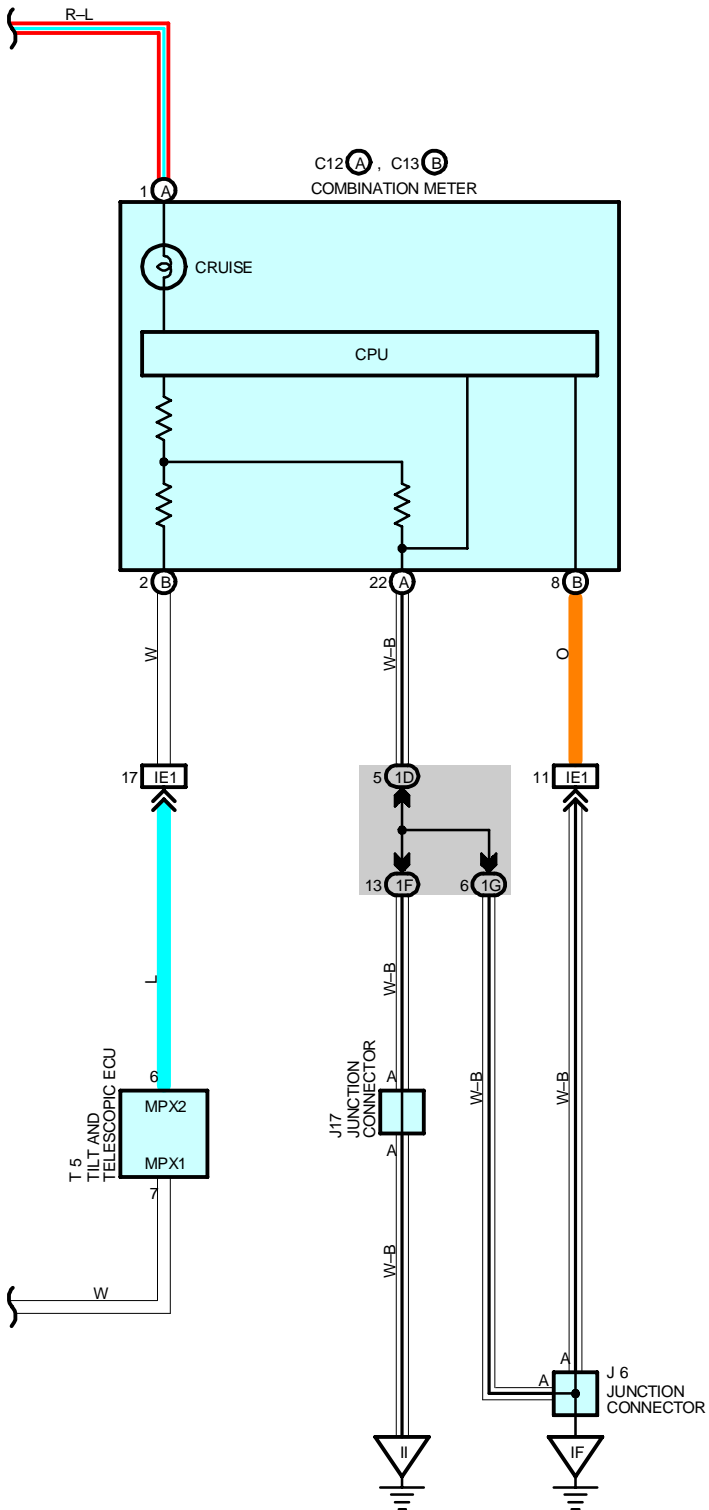 R–L
C12 A , C13 B
COMBINATION METER
1 A
CRUISE
CPU
2 B
22 A
8 B
W
W–B
O
17 IE1
5 1D
11 IE1
13 1F
6 1G
L
W–B
W–B
W–B
6
MPX2
MPX1
7
T 5
TILT AND
TELESCOPIC ECU
A
J17
JUNCTION
CONNECTOR
A
W–B
W
A
A
J 6
JUNCTION
CONNECTOR
II
IF